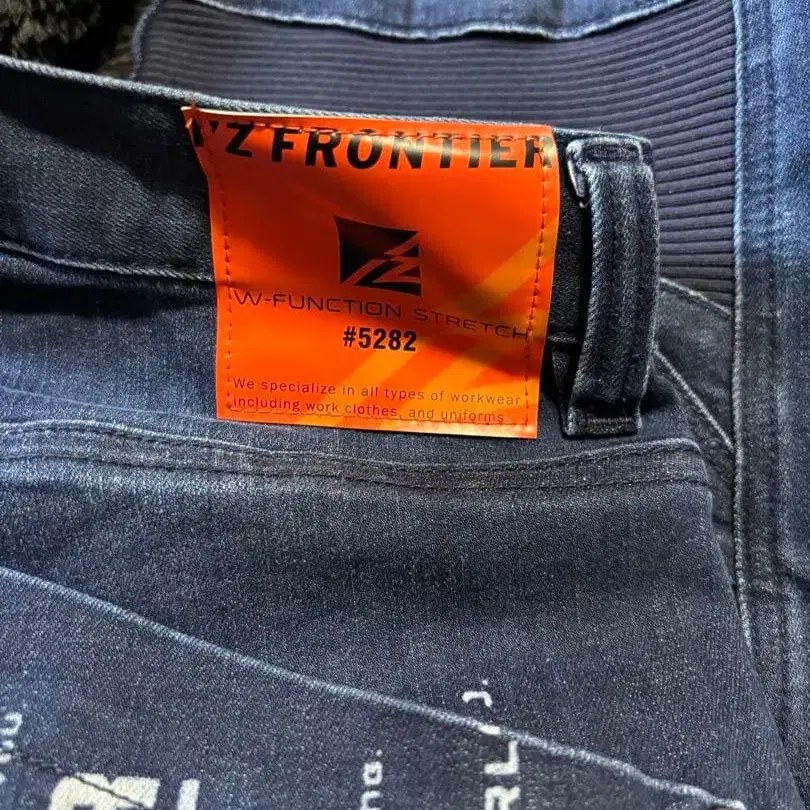 'Z FRONTIER
W-FUNCTION STRETCH
#5282
We specialize in all types of workwear
including work clothes, and uniforms